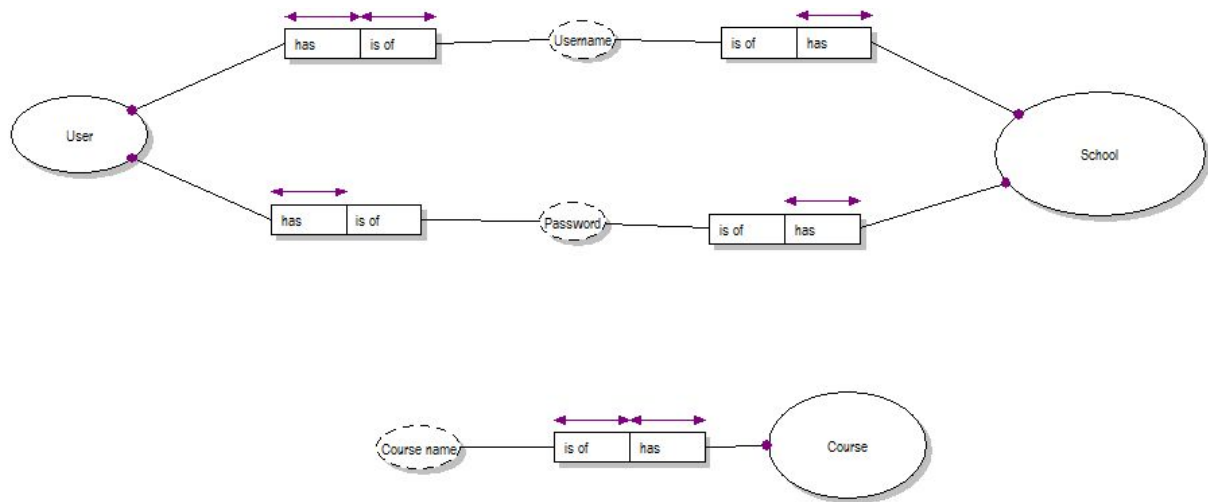 has
is of
Username
is of
has
User
School
has
is of
Password
is of
has
Course name
is of
has
Course